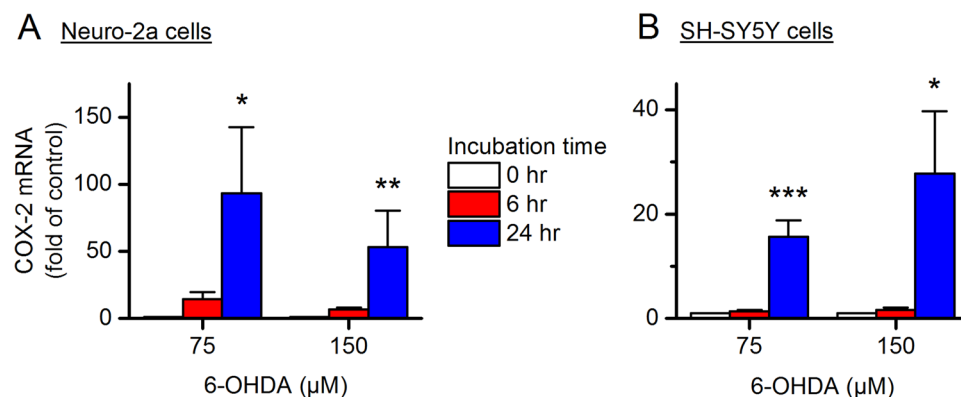 A Neuro-2a cells
COX-2 mRNA
(fold of control)
150
100
50
0
*
**
75
150
6-OHDA (µM)
Incubation time
0 hr
6 hr
24 hr
B SH-SY5Y cells
40
20
0
***
*
75
150
6-OHDA (µM)